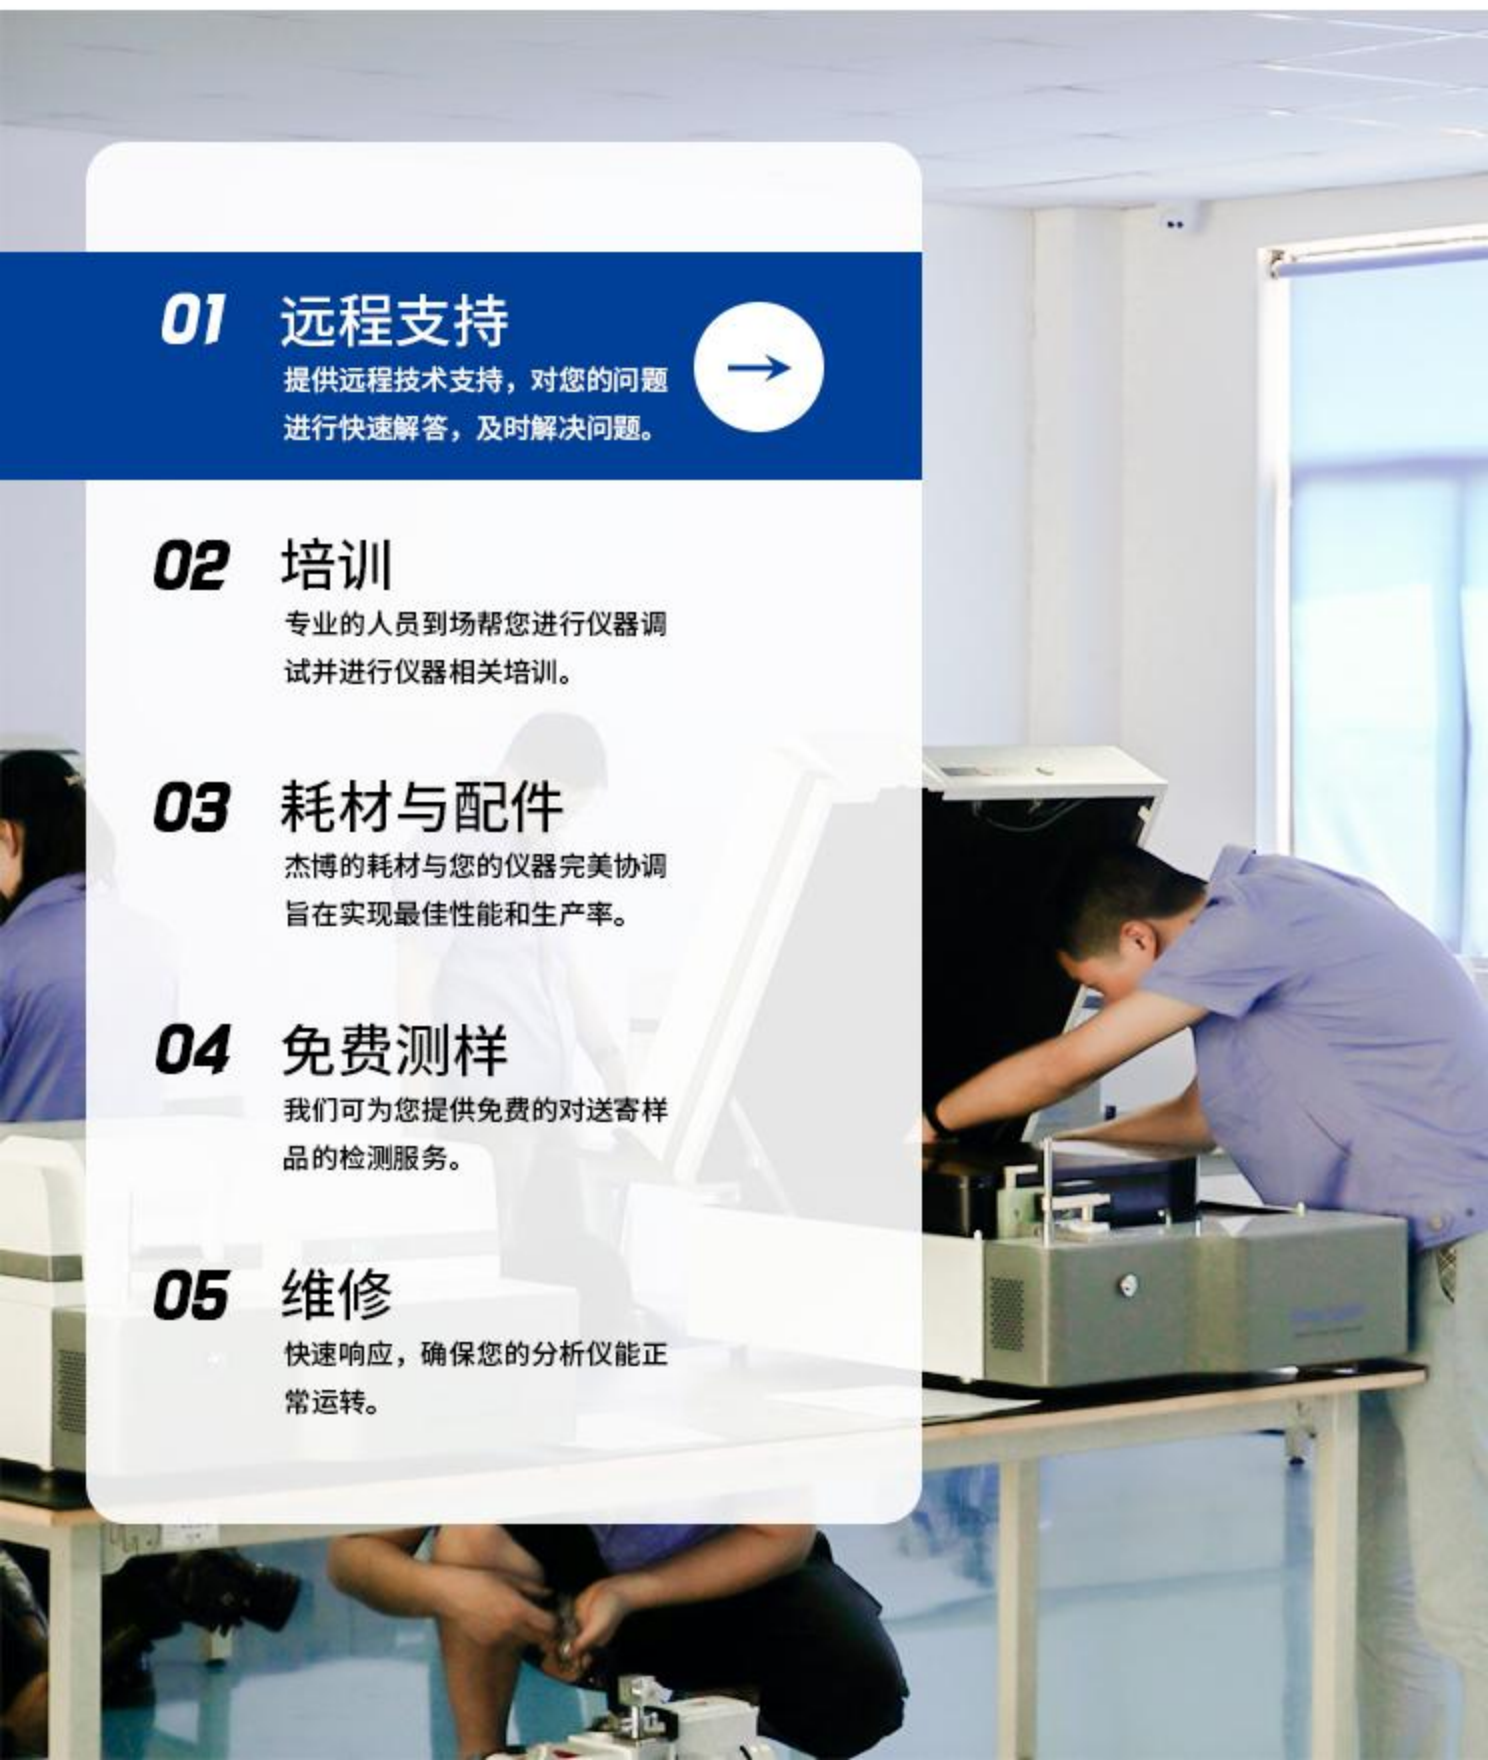 01 远程支持
提供远程技术支持，对您的问题
进行快速解答，及时解决问题。
02 培训
专业的人员到场帮您进行仪器调
试并进行仪器相关培训。
03 耗材与配件
杰博的耗材与您的仪器完美协调
旨在实现最佳性能和生产率。
04 免费测样
我们可为您提供免费的对送寄样
品的检测服务。
05 维修
快速响应，确保您的分析仪能正
常运转。